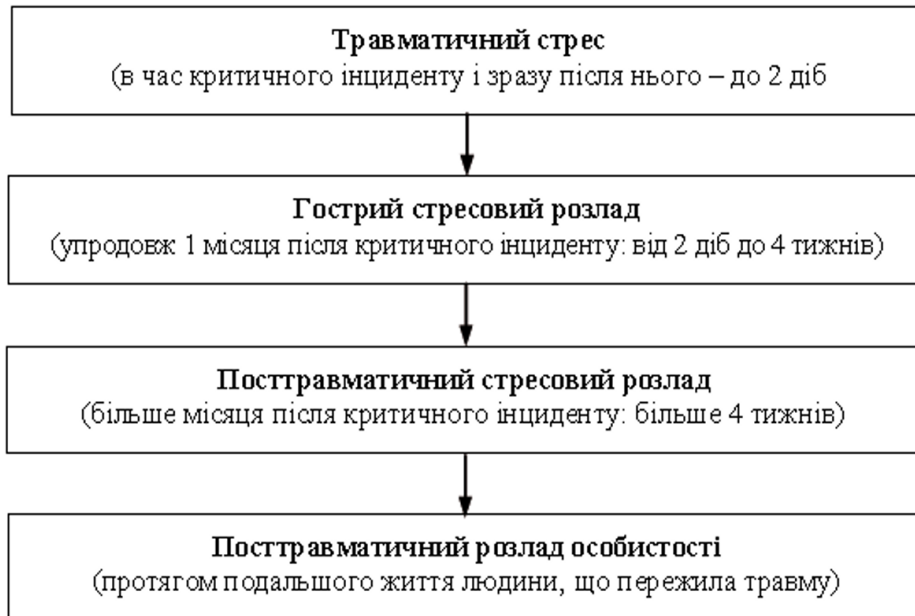 Травматичний стрес
(в час критичного інциденту і зразу після нього – до 2 діб
Гострий стресовий розлад
(упродовж 1 місяця після критичного інциденту: від 2 діб до 4 тижнів)
Посттравматичний стресовий розлад
(більше місяця після критичного інциденту: більше 4 тижнів)
Посттравматичний розлад особистості
(протягом подальшого життя людини, що пережила травму)